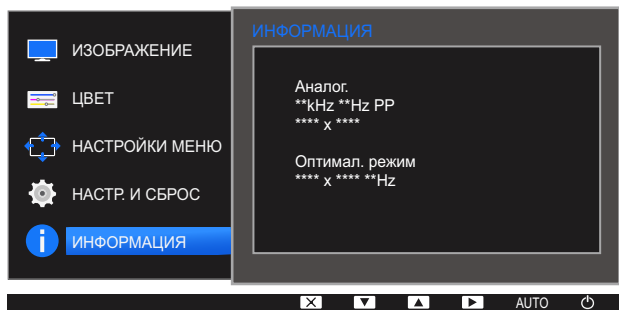 ИЗОБРАЖЕНИЕ
ЦВЕТ
НАСТРОЙКИ МЕНЮ
НАСТР. И СБРОС
ИНФОРМАЦИЯ
ИНФОРМАЦИЯ
Аналог.
**kHz **Hz PP
**** x ****
Оптимал. режим
**** x **** **Hz
AUTO